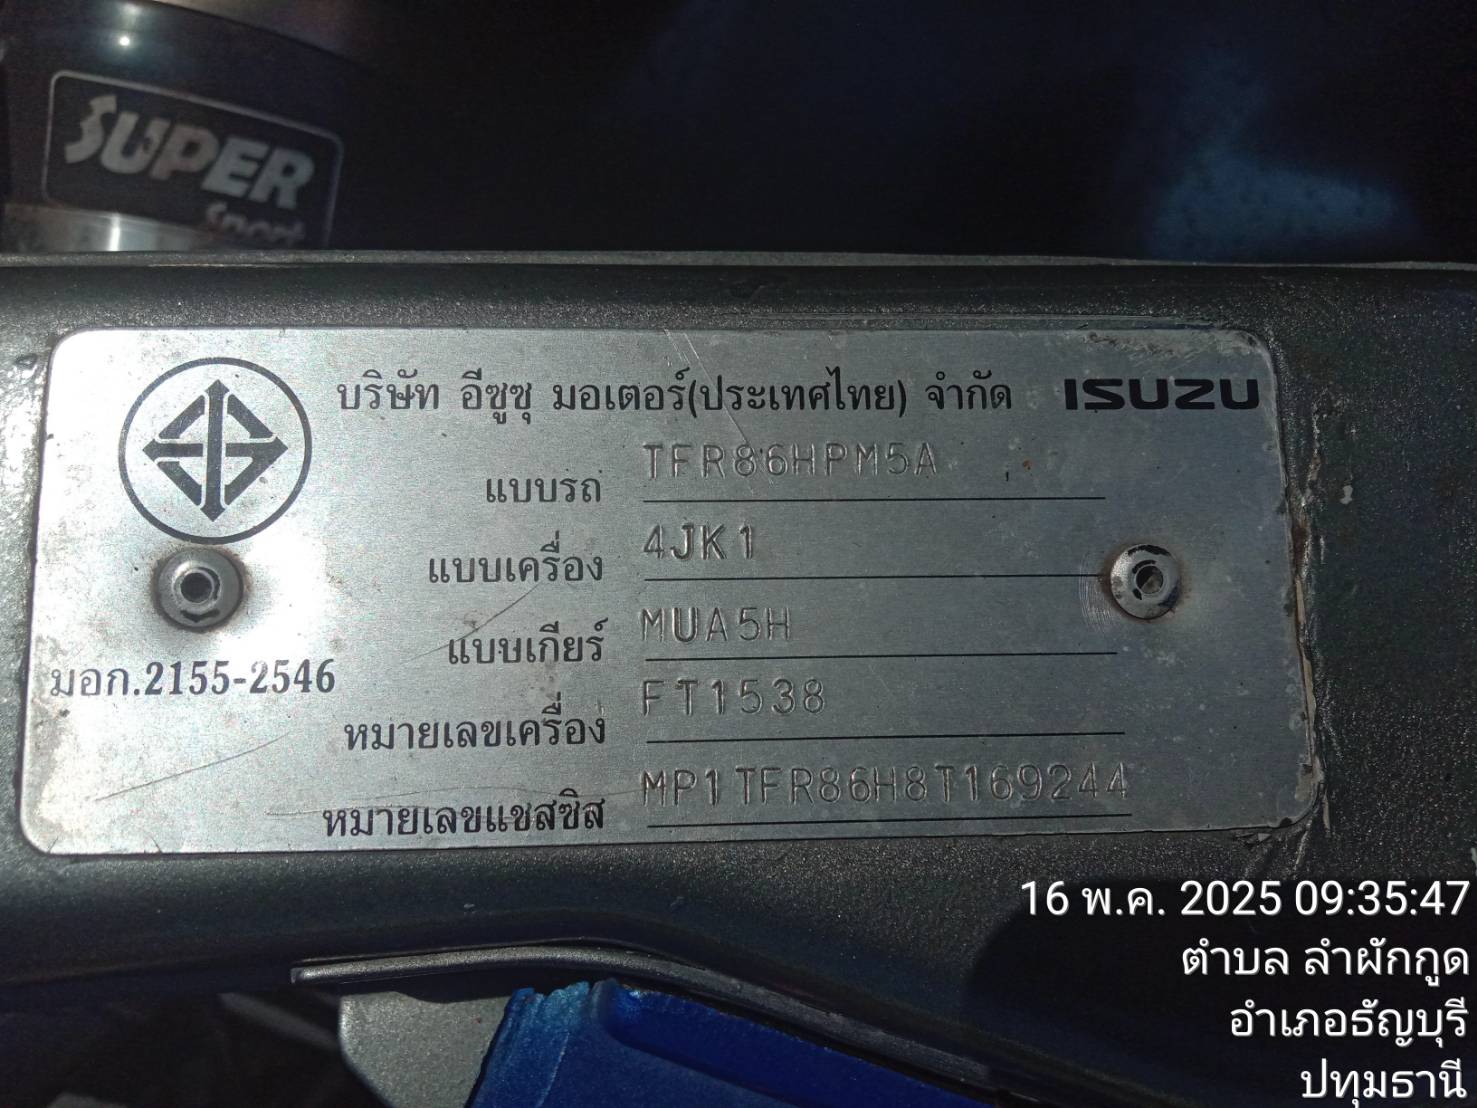 SUPER
Sport
บริษัท อีซูซุ มอเตอร์(ประเทศไทย) จำกัด ISUZU
แบบรถ TFR86HPM5A
แบบเครื่อง 4JK1
แบบเกียร์ MUA5H
มอก.2155-2546
หมายเลขเครื่อง FT1538
หมายเลขแชสซิส MP1TFR86H8T169244
16 พ.ค. 2025 09:35:47
ตำบล ลำผักกูด
อำเภอธัญบุรี
ปทุมธานี